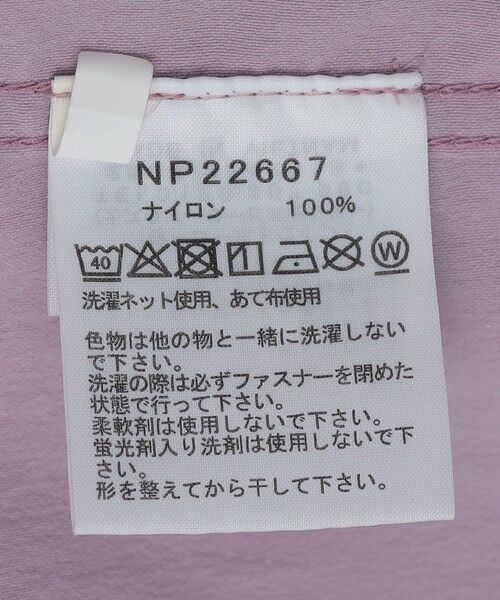 NP22667
ナイロン 100%
40 W
洗濯ネット使用、あて布使用
色物は他の物と一緒に洗濯しない
で下さい。
洗濯の際は必ずファスナーを閉めた
状態で行って下さい。
柔軟剤は使用しないで下さい。
蛍光剤入り洗剤は使用しないで下
さい。
形を整えてから干して下さい。